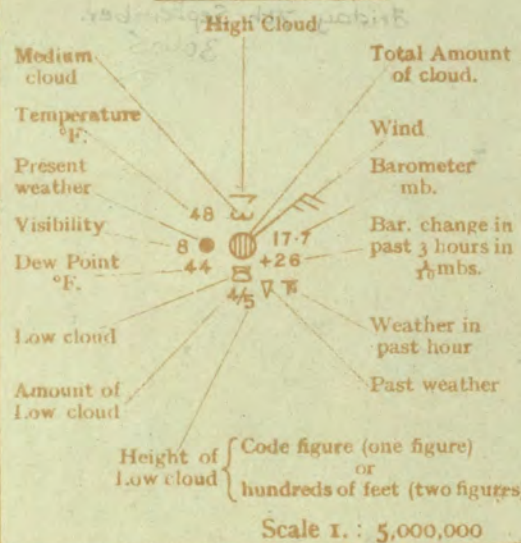 High Cloud
Medium cloud
Total Amount of cloud.
Temperature °F.
Wind
Present weather
Barometer mb.
48
Visibility
8
17·7
Bar. change in past 3 hours in 1/10 mbs.
+26
Dew Point °F.
44
4/5
Low cloud
Weather in past hour
Amount of Low cloud
Past weather
Height of Low cloud
Code figure (one figure)
or
hundreds of feet (two figures
Scale 1. : 5,000,000